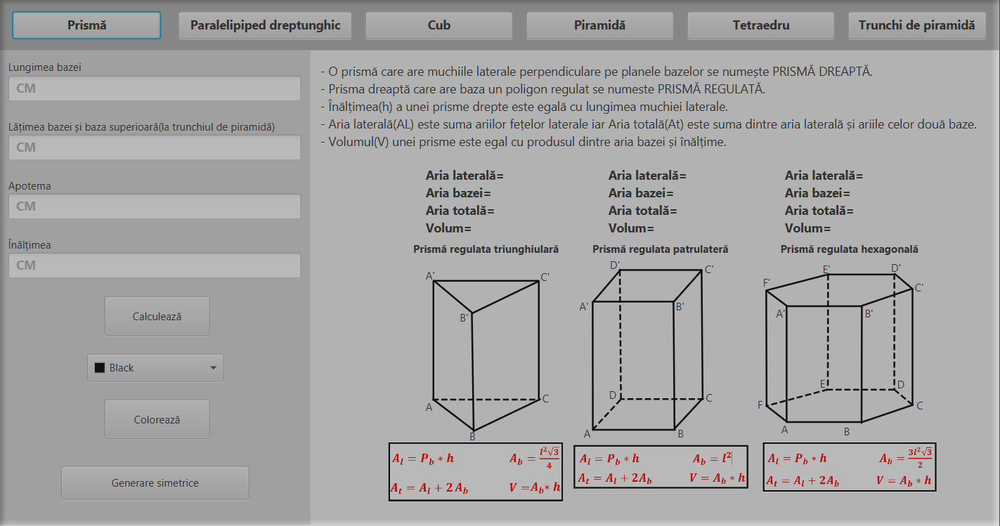 Prismă Paralelipiped dreptunghic Cub Piramidă Tetraedru Trunchi de piramidă
Lungimea bazei
CM
Lățimea bazei și baza superioară(la trunchiul de piramidă)
CM
Apotema
CM
Înălțimea
CM
Calculează
Black
Colorează
Generare simetrice
- O prismă care are muchiile laterale perpendiculare pe planele bazelor se numește PRISMĂ DREAPTĂ.
- Prisma dreaptă care are baza un poligon regulat se numeste PRISMĂ REGULATĂ.
- Înălțimea(h) a unei prisme drepte este egală cu lungimea muchiei laterale.
- Aria laterală(AL) este suma ariilor fețelor laterale iar Aria totală(At) este suma dintre aria laterală și ariile celor două baze.
- Volumul(V) unei prisme este egal cu produsul dintre aria bazei și înălțime.
Aria laterală=
Aria bazei=
Aria totală=
Volum=
Prismă regulata triunghiulară
A' C'
B'
A C
B
A_l = P_b * h A_b = l²√3/4
A_t = A_l + 2 A_b V =A_b* h
Aria laterală=
Aria bazei=
Aria totală=
Volum=
Prismă regulata patrulateră
D' C'
A' B'
D C
A B
A_l = P_b * h A_b = l²
A_t = A_l + 2A_b V = A_b * h
Aria laterală=
Aria bazei=
Aria totală=
Volum=
Prismă regulata hexagonală
E' D'
F' C'
A' B'
E D
F C
A B
A_l = P_b * h A_b = 3l²√3/2
A_t = A_l + 2A_b V = A_b * h